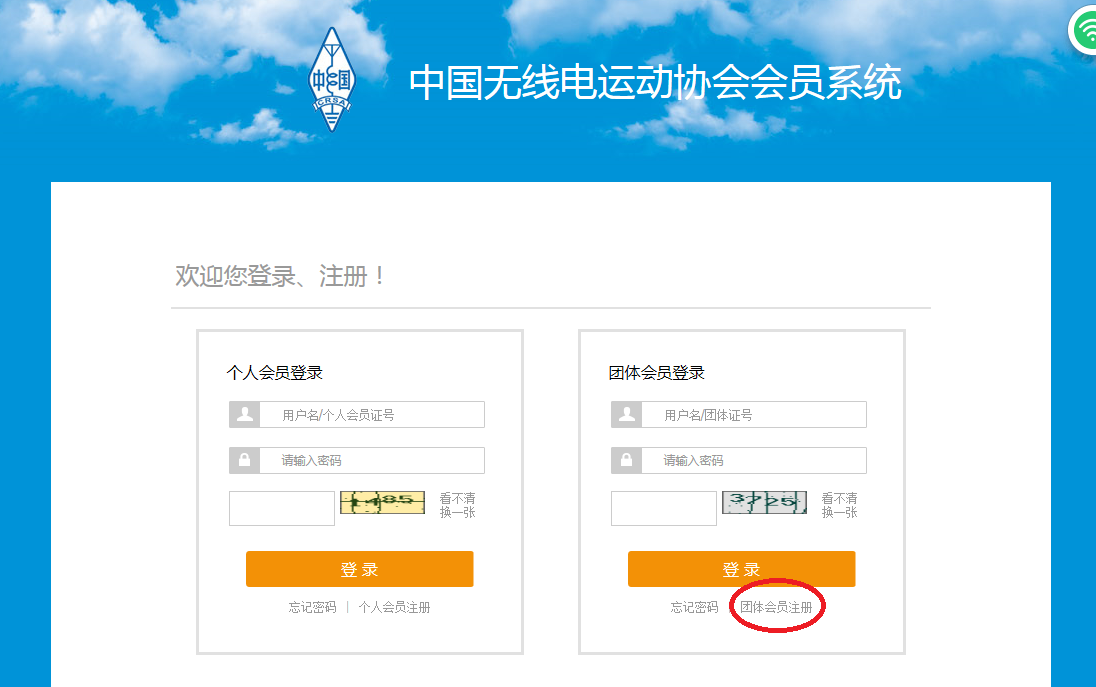 中国
CRSA
中国无线电运动协会会员系统
欢迎您登录、注册！
个人会员登录
用户名/个人会员证号
请输入密码
1485
看不清
换一张
登 录
忘记密码 | 个人会员注册
团体会员登录
用户名/团体证号
请输入密码
3725
看不清
换一张
登 录
忘记密码 | 团体会员注册